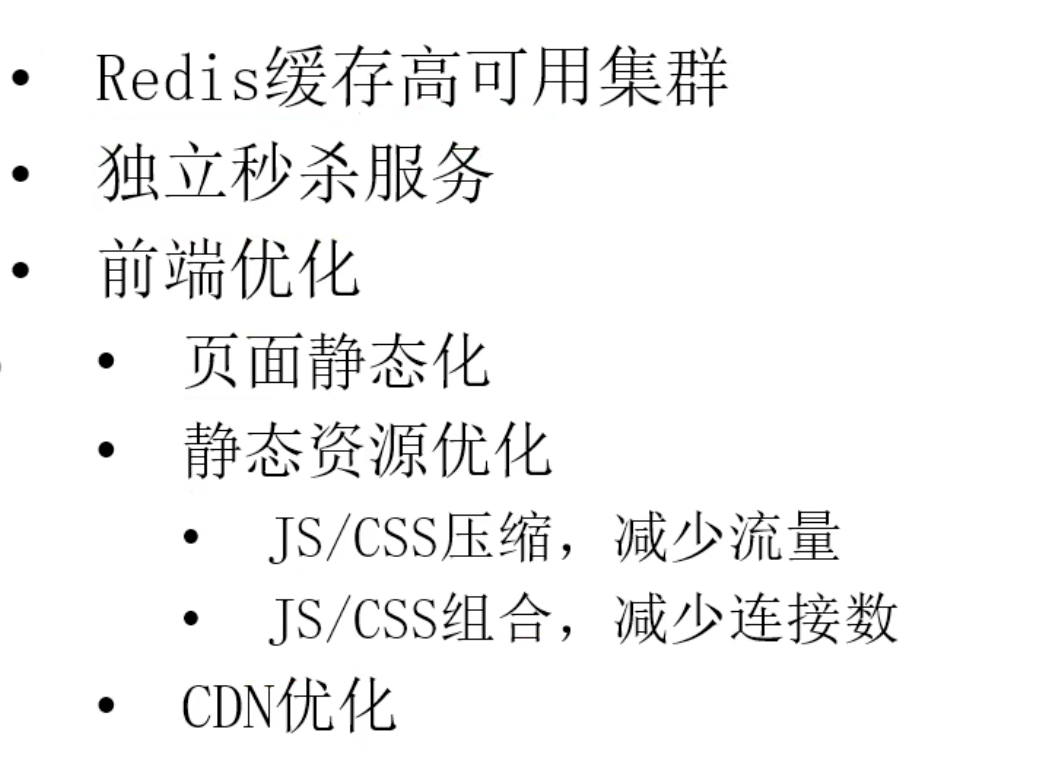 • Redis缓存高可用集群
• 独立秒杀服务
• 前端优化
• 页面静态化
• 静态资源优化
• JS/CSS压缩，减少流量
• JS/CSS组合，减少连接数
• CDN优化